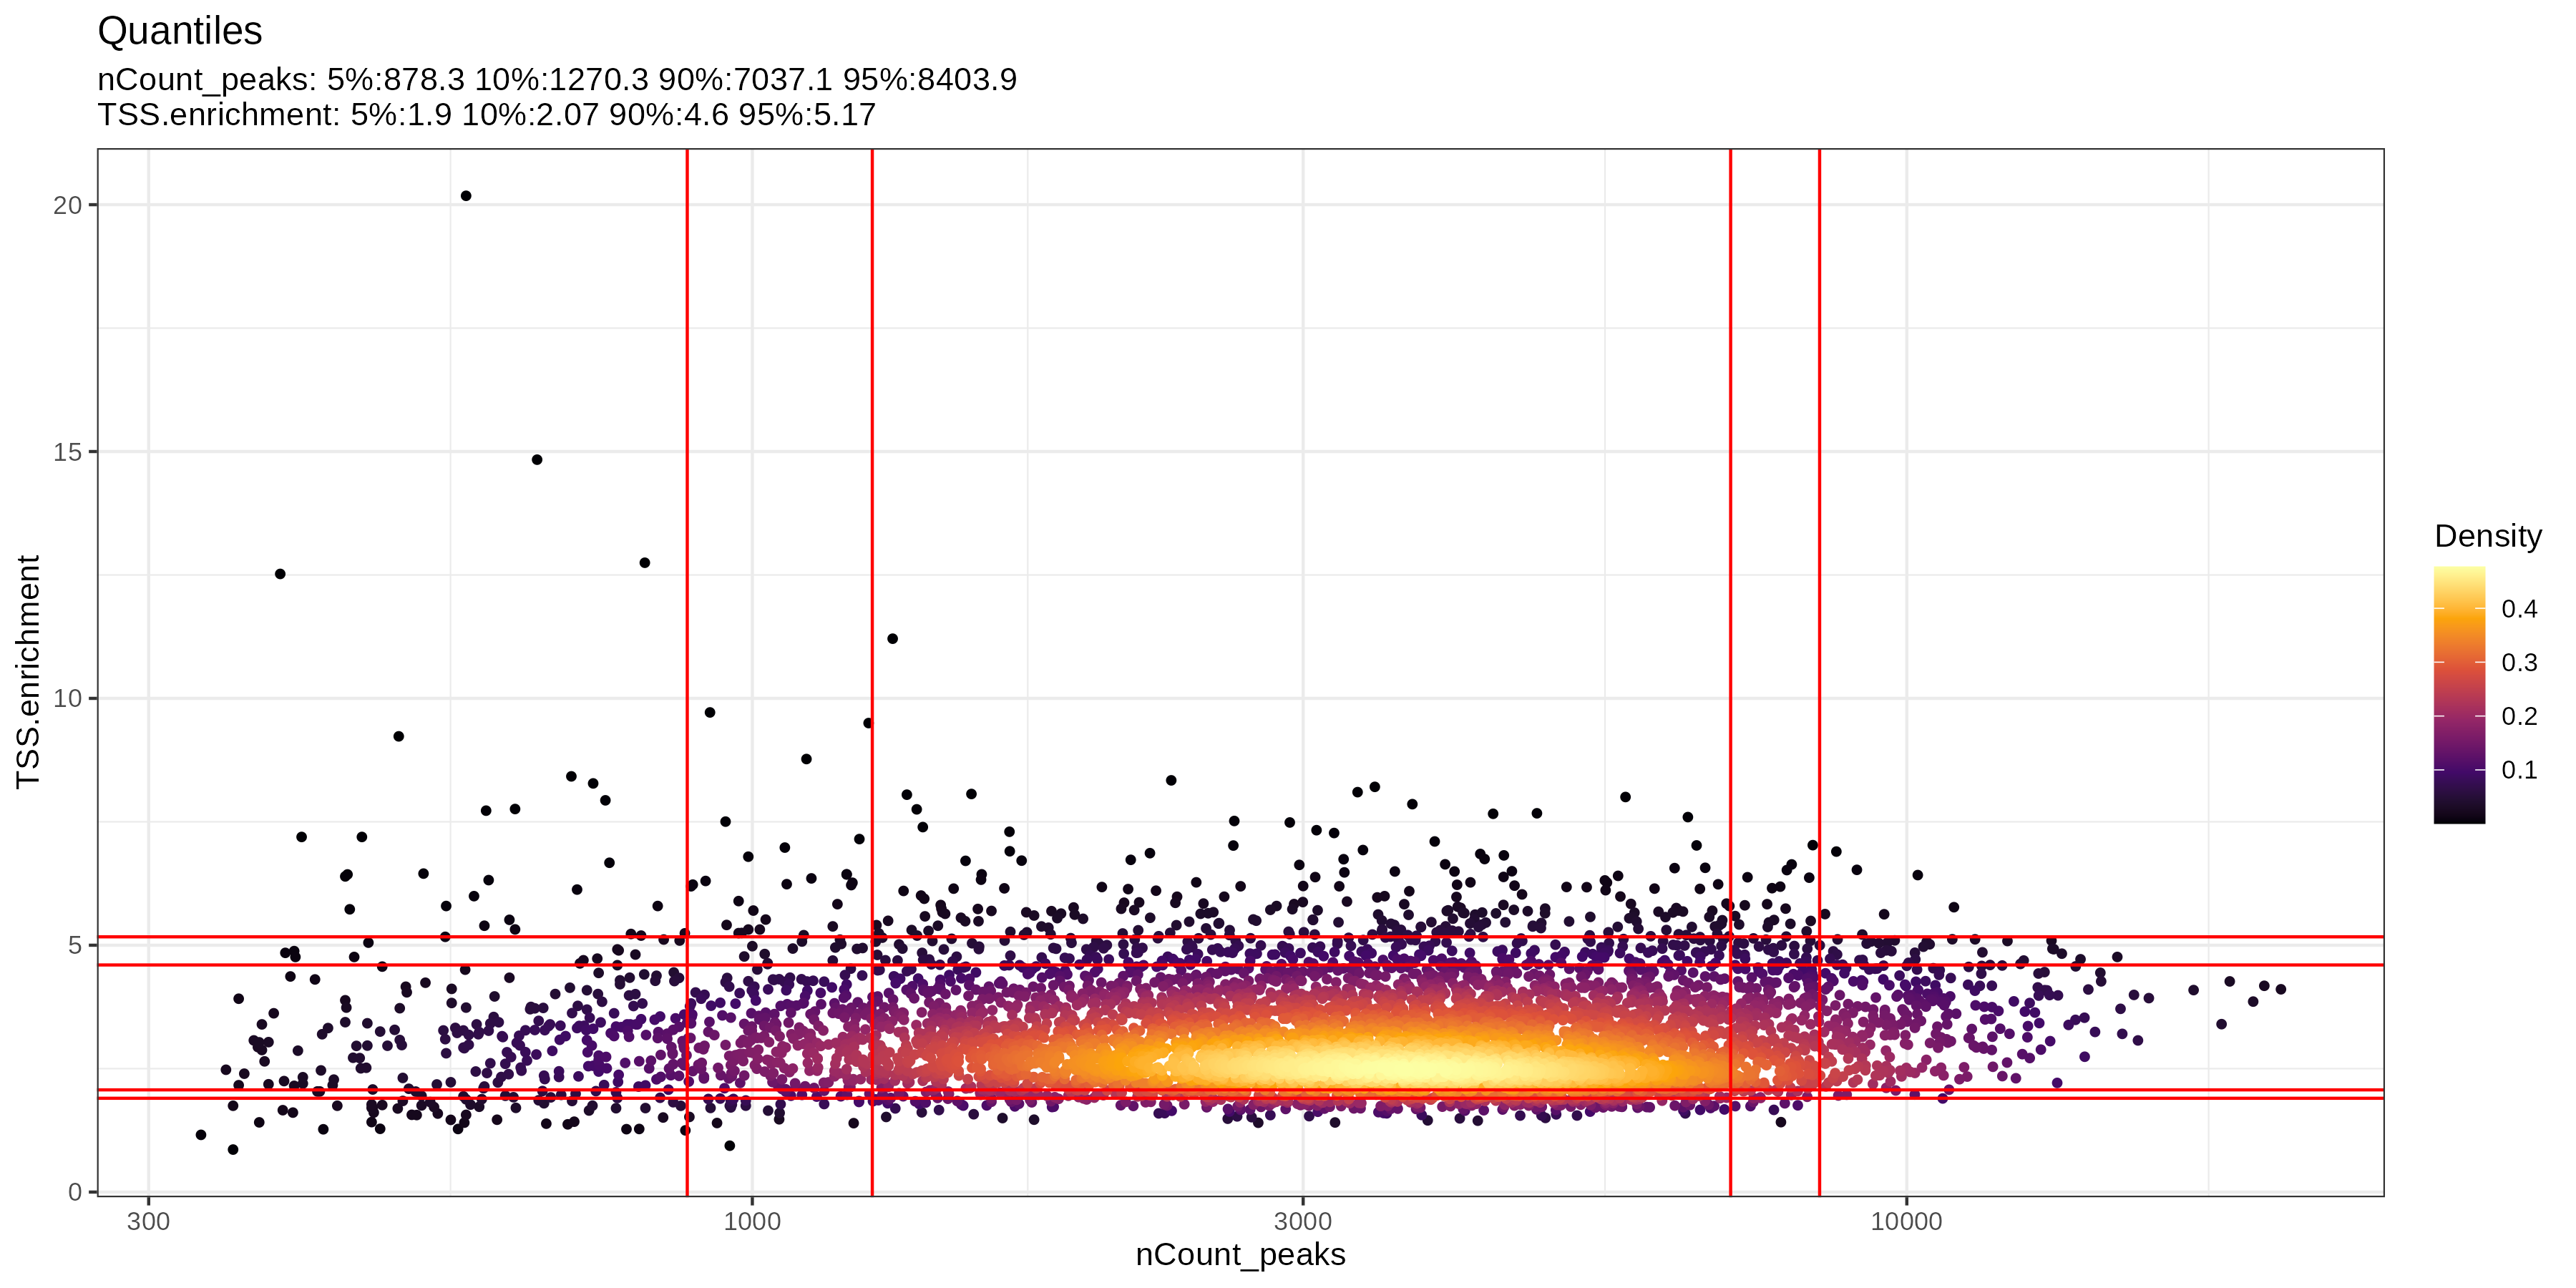 Quantiles
nCount_peaks: 5%:878.3 10%:1270.3 90%:7037.1 95%:8403.9
TSS.enrichment: 5%:1.9 10%:2.07 90%:4.6 95%:5.17
TSS.enrichment
20
15
10
5
0
300
1000
3000
10000
nCount_peaks
Density
0.4
0.3
0.2
0.1